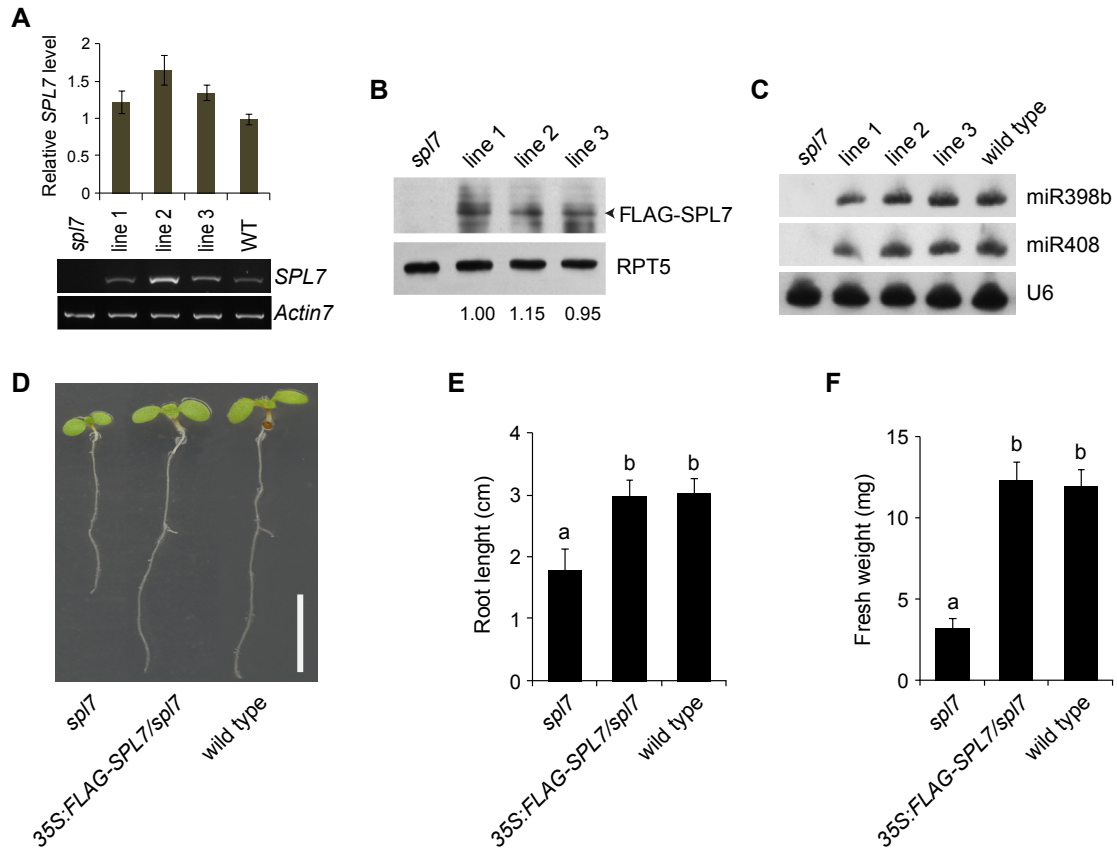 A
Relative SPL7 level
2
1.5
1
0.5
0
spl7
line 1
line 2
line 3
WT
SPL7
Actin7
B
spl7
line 1
line 2
line 3
FLAG-SPL7
RPT5
1.00 1.15 0.95
C
spl7
line 1
line 2
line 3
wild type
miR398b
miR408
U6
D
spl7
35S:FLAG-SPL7/spl7
wild type
E
Root lenght (cm)
4
3
2
1
0
a
b
b
spl7
35S:FLAG-SPL7/spl7
wild type
F
Fresh weight (mg)
15
10
5
0
a
b
b
spl7
35S:FLAG-SPL7/spl7
wild type